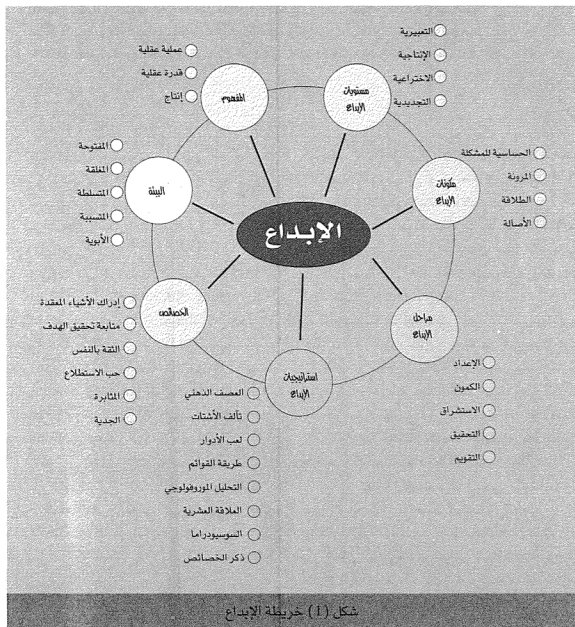 الإبداع
المفهوم
عملية عقلية
قدرة عقلية
إنتاج
مستويات
الإبداع
التعبيرية
الإنتاجية
الاختراعية
التجديدية
مكونات
الإبداع
الحساسية للمشكلة
المرونة
الطلاقة
الأصالة
مراحل
الإبداع
الإعداد
الكمون
الاستشراق
التحقيق
التقويم
استراتيجيات
الإبداع
العصف الذهني
تآلف الأشتات
لعب الأدوار
طريقة القوائم
التحليل المورفولوجي
العلاقة العشرية
السوسيودراما
ذكر الخصائص
الخصائص
إدراك الأشياء المعقدة
متابعة تحقيق الهدف
الثقة بالنفس
حب الاستطلاع
المثابرة
الجدية
البيئة
المفتوحة
المغلقة
المتسلطة
المتسيبة
الأبوية
شكل (1) خريطة الإبداع